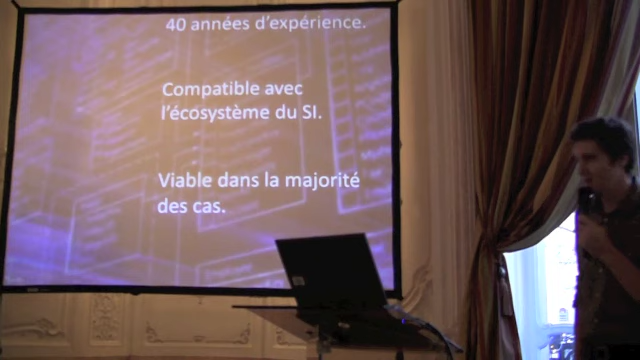 40 années d'expérience.
Compatible avec
l'écosystème du SI.
Viable dans la majorité
des cas.